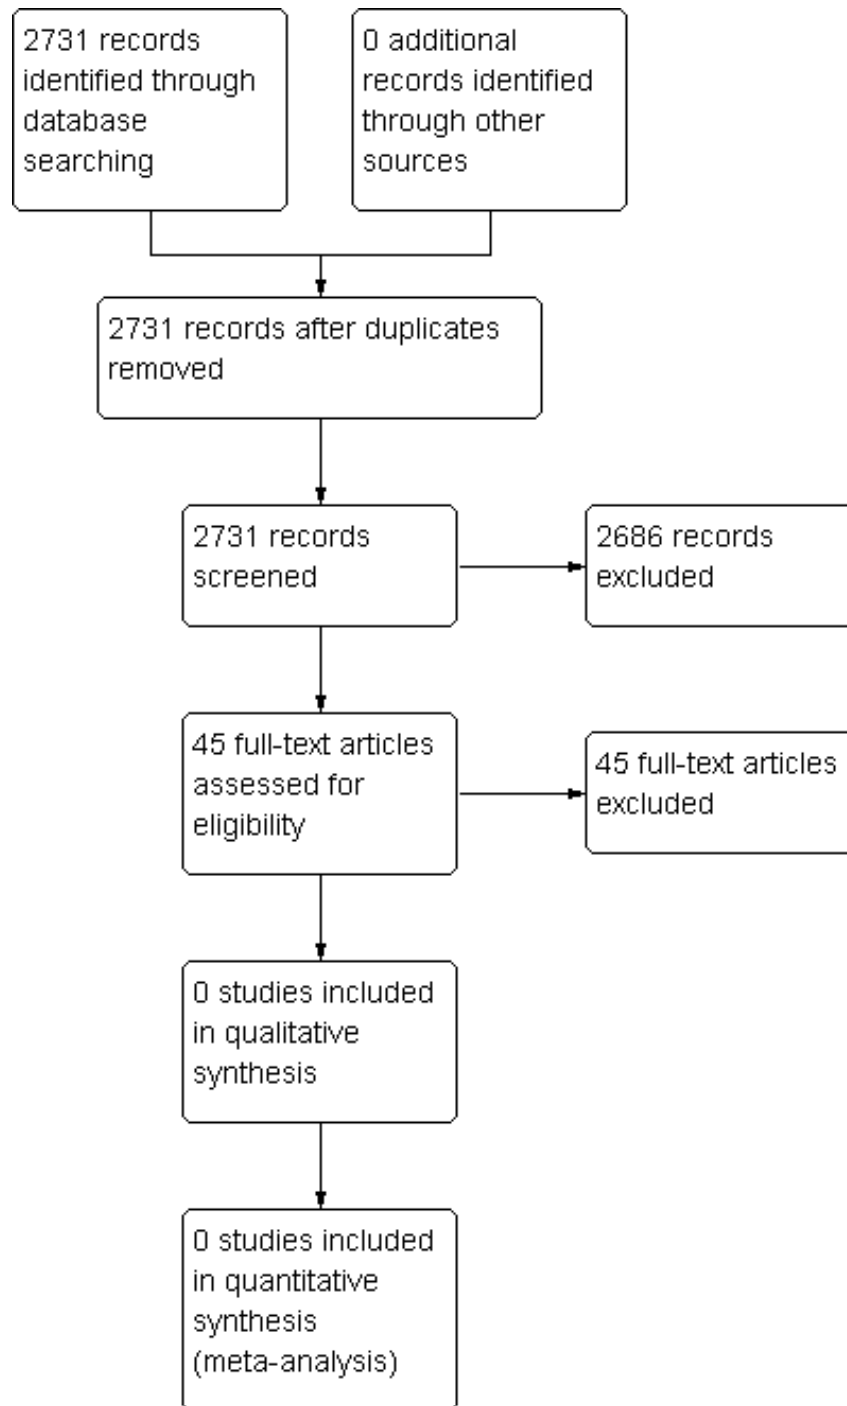 2731 records
identified through
database
searching
0 additional
records identified
through other
sources
2731 records after duplicates
removed
2731 records
screened
2686 records
excluded
45 full-text articles
assessed for
eligibility
45 full-text articles
excluded
0 studies included
in qualitative
synthesis
0 studies included
in quantitative
synthesis
(meta-analysis)